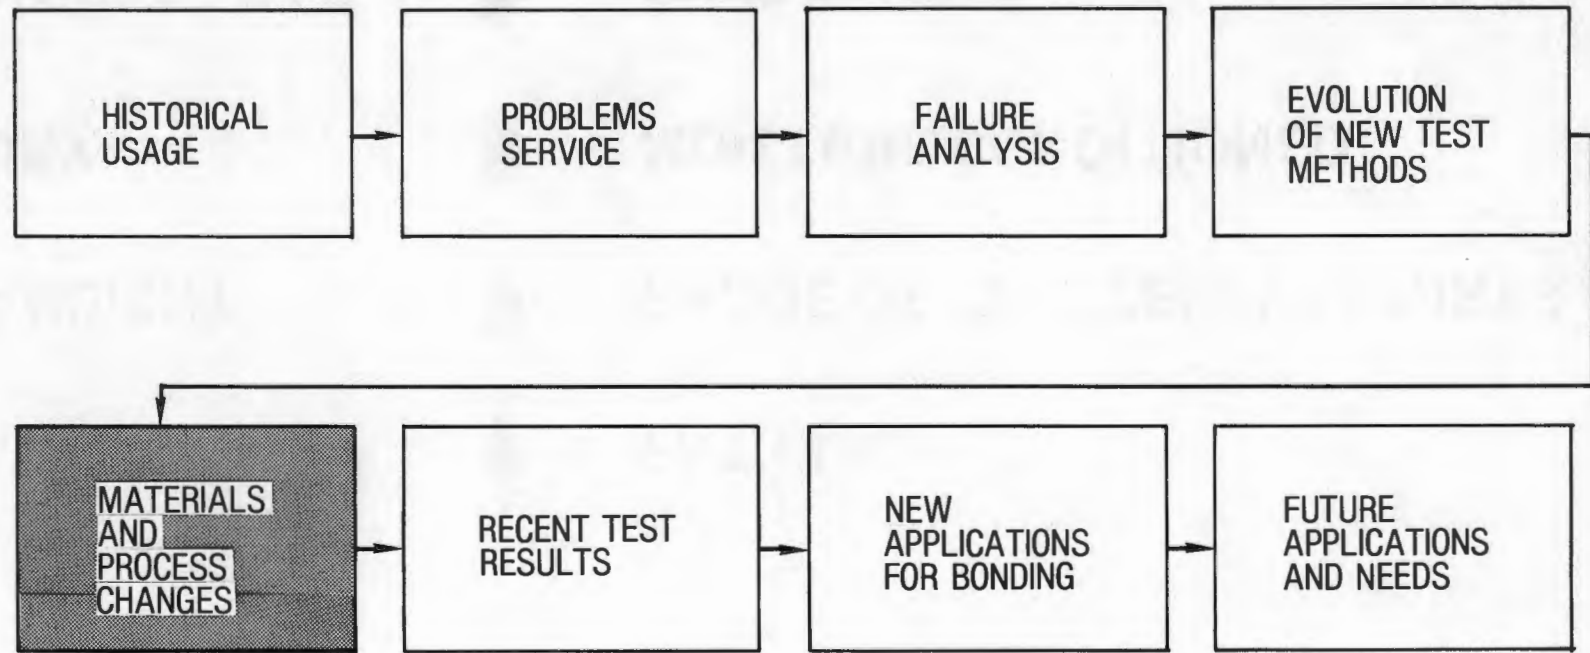 HISTORICAL
USAGE
PROBLEMS
SERVICE
FAILURE
ANALYSIS
EVOLUTION
OF NEW TEST
METHODS
MATERIALS
AND
PROCESS
CHANGES
RECENT TEST
RESULTS
NEW
APPLICATIONS
FOR BONDING
FUTURE
APPLICATIONS
AND NEEDS